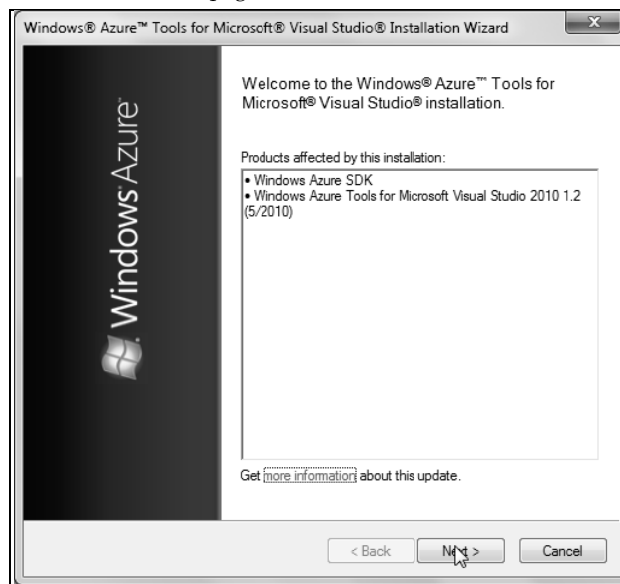 Windows® Azure™ Tools for Microsoft® Visual Studio® Installation Wizard
Windows Azure™
Welcome to the Windows® Azure™ Tools for
Microsoft® Visual Studio® installation.
Products affected by this installation:
• Windows Azure SDK
• Windows Azure Tools for Microsoft Visual Studio 2010 1.2
(5/2010)
Get more information about this update.
< Back
Next >
Cancel